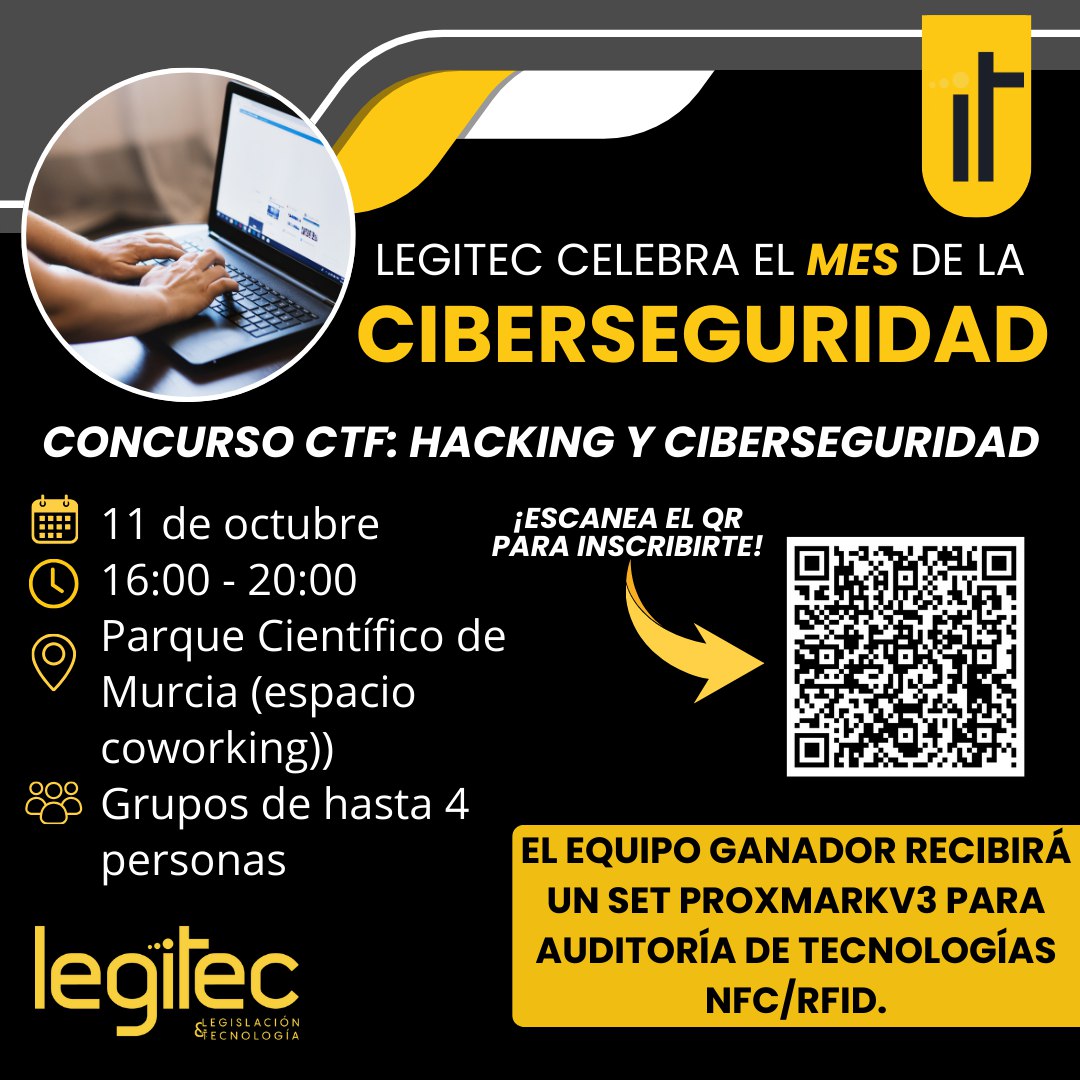 it
LEGITEC CELEBRA EL MES DE LA
CIBERSEGURIDAD
CONCURSO CTF: HACKING Y CIBERSEGURIDAD
11 de octubre
16:00 - 20:00
Parque Científico de
Murcia (espacio
coworking))
Grupos de hasta 4
personas
¡ESCANEA EL QR
PARA INSCRIBIRTE!
EL EQUIPO GANADOR RECIBIRÁ
UN SET PROXMARKV3 PARA
AUDITORÍA DE TECNOLOGÍAS
NFC/RFID.
legitec
LEGISLACIÓN
&TECNOLOGÍA